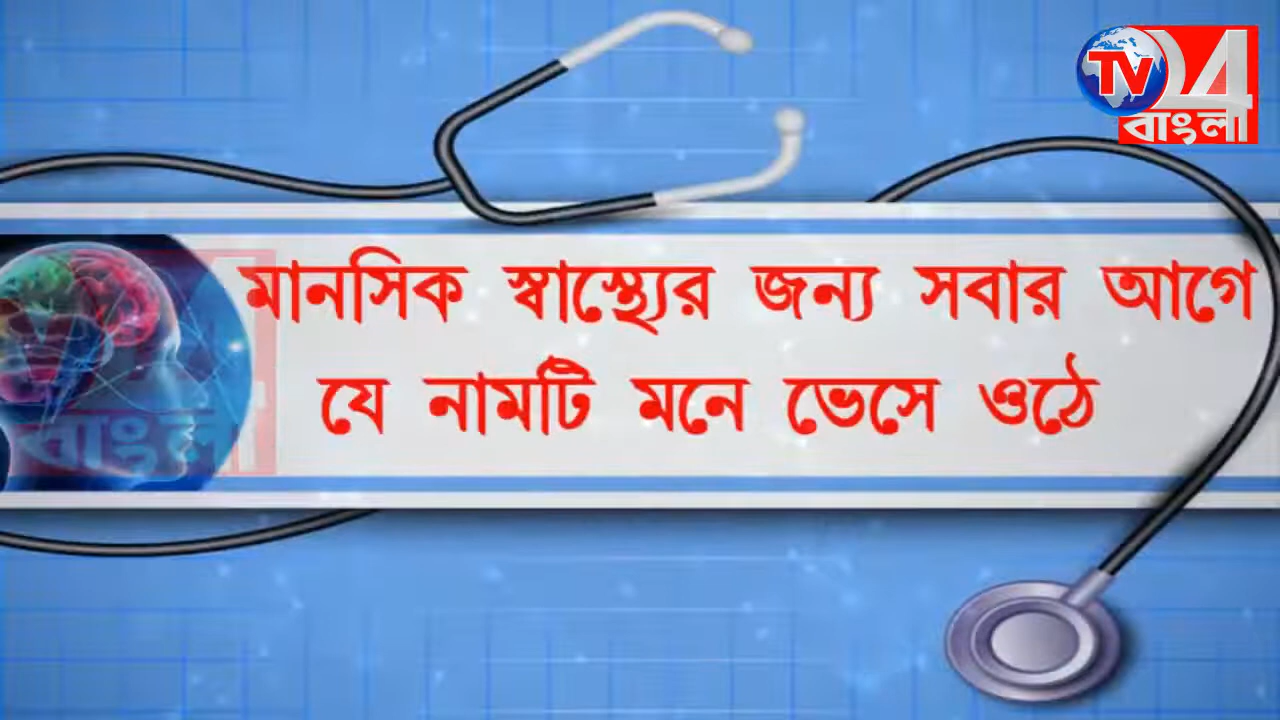 TV 24
বাংলা
মানসিক স্বাস্থ্যের জন্য সবার আগে
যে নামটি মনে ভেসে ওঠে
বাংলা